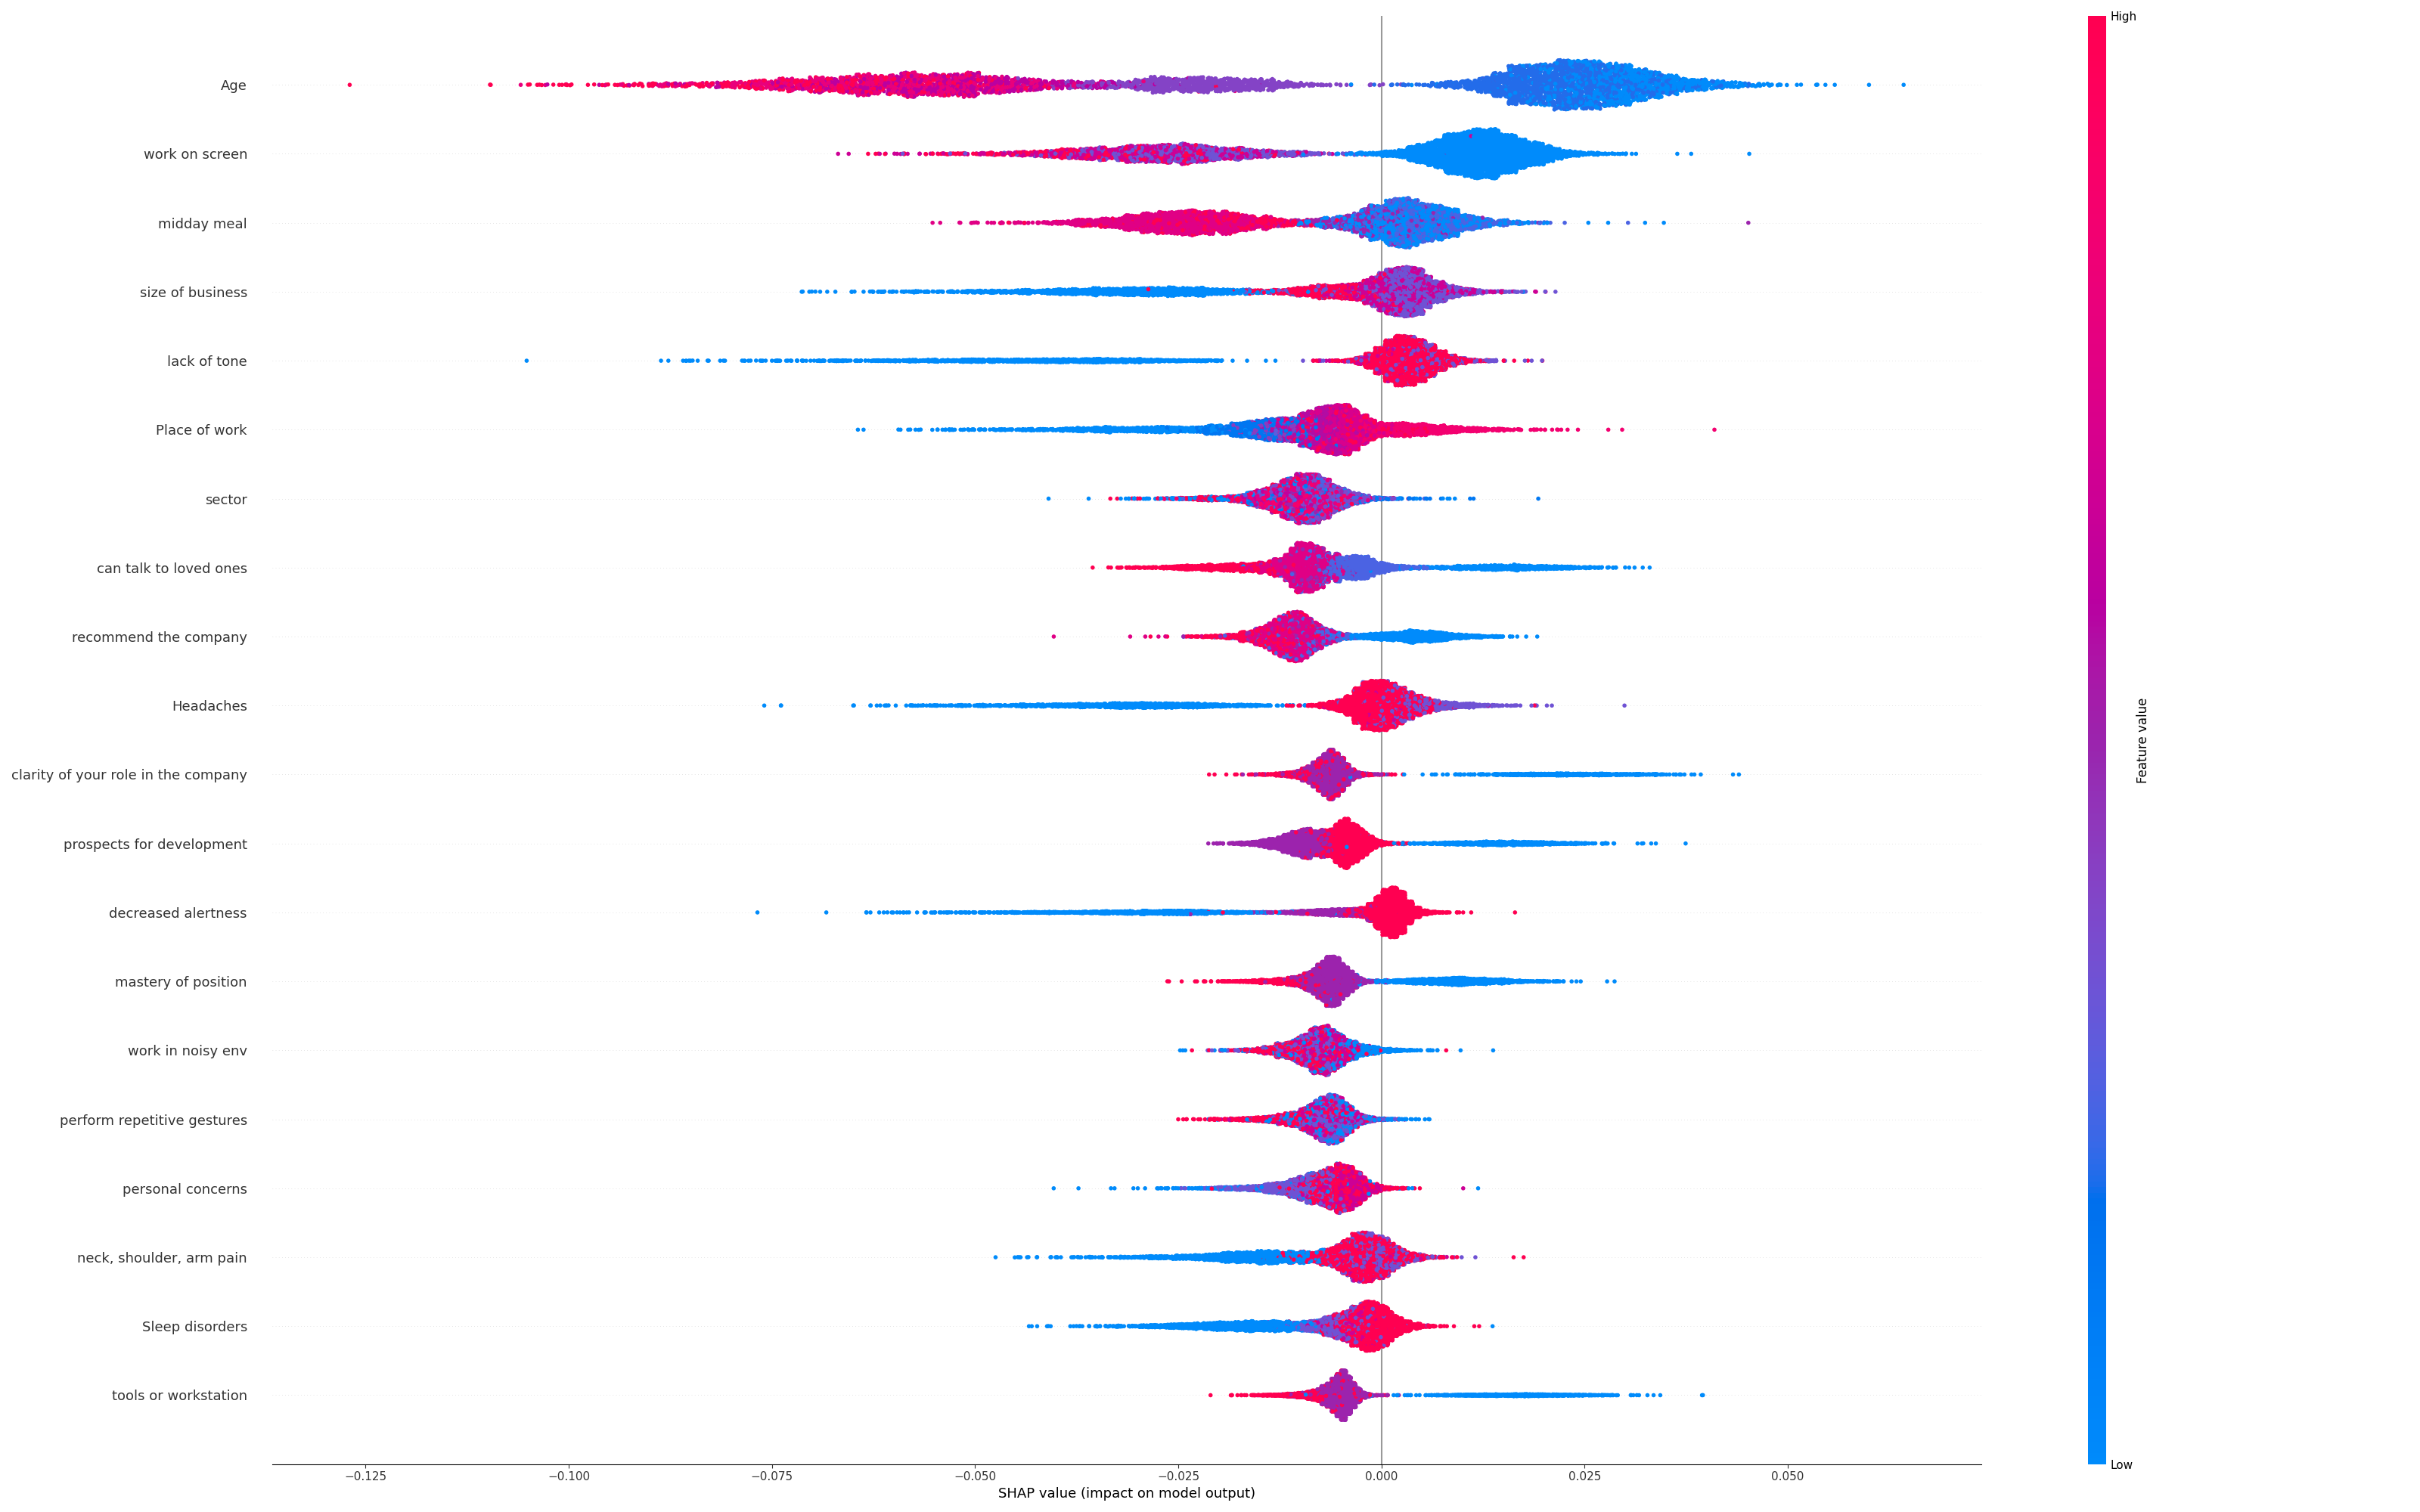 High
Age
work on screen
midday meal
size of business
lack of tone
Place of work
sector
can talk to loved ones
recommend the company
Headaches
clarity of your role in the company
prospects for development
decreased alertness
mastery of position
work in noisy env
perform repetitive gestures
personal concerns
neck, shoulder, arm pain
Sleep disorders
tools or workstation
Feature value
Low
−0.125 −0.100 −0.075 −0.050 −0.025 0.000 0.025 0.050
SHAP value (impact on model output)